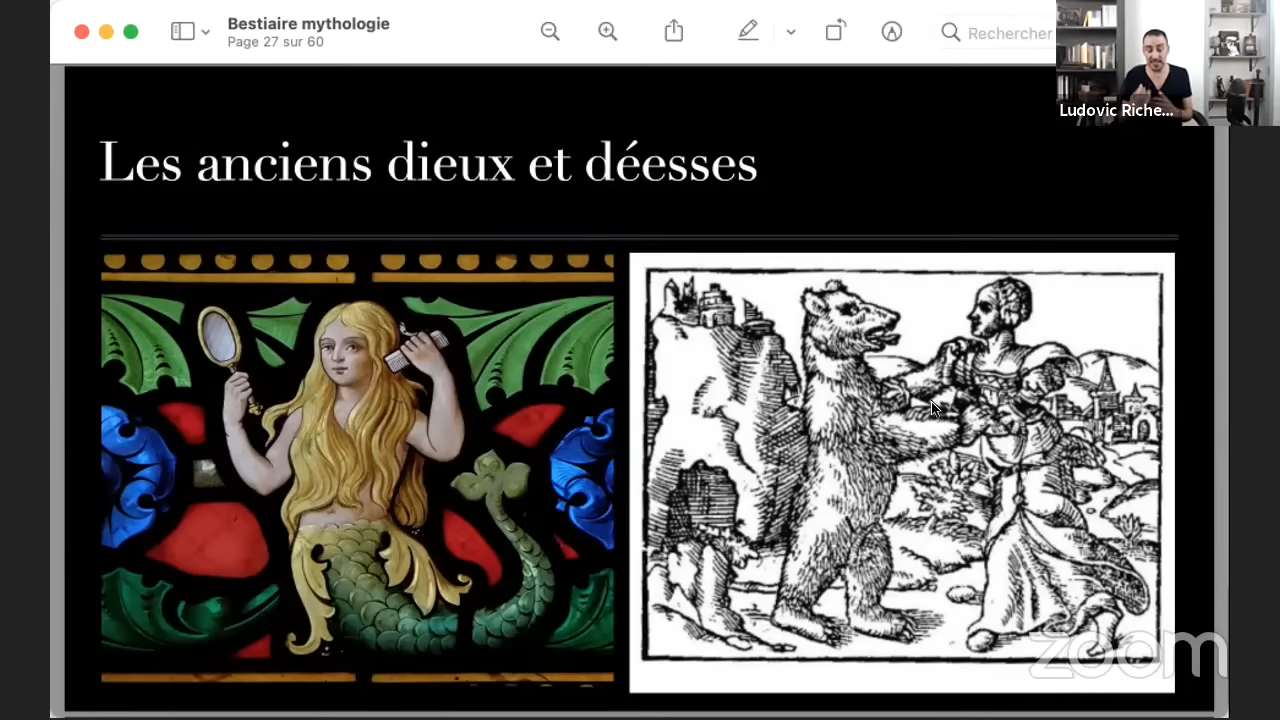 Bestiaire mythologie
Page 27 sur 60
Rechercher
Ludovic Riche...
Les anciens dieux et déesses
zoom